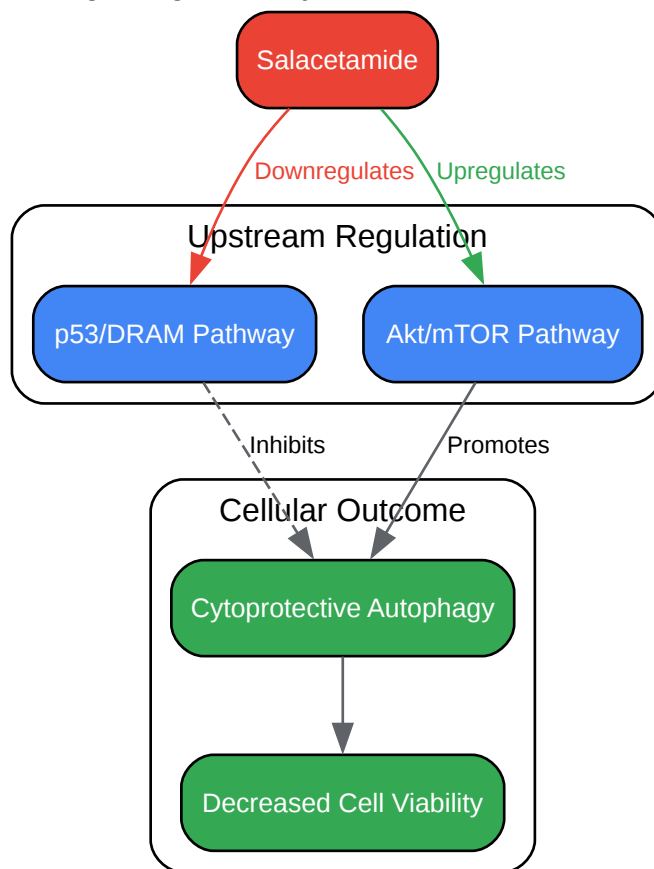 Salacetamide
Downregulates
Upregulates
Upstream Regulation
p53/DRAM Pathway
Akt/mTOR Pathway
Inhibits
Promotes
Cellular Outcome
Cytoprotective Autophagy
Decreased Cell Viability